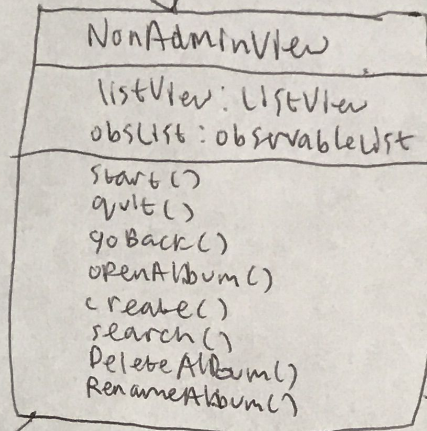 NonAdminView
listView: ListView
obsList: observableList
start()
quit()
goBack()
openAlbum()
create()
search()
DeleteAlbum()
RenameAlbum()